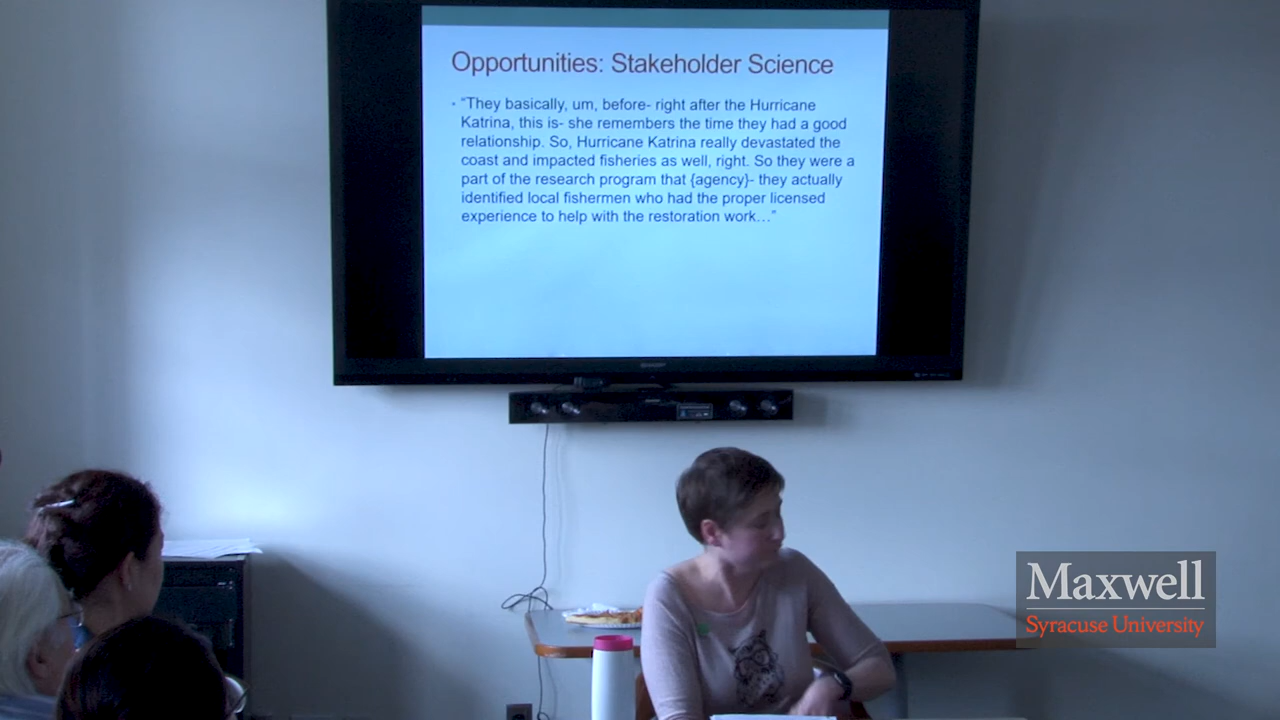 Opportunities: Stakeholder Science
• “They basically, um, before- right after the Hurricane
Katrina, this is- she remembers the time they had a good
relationship. So, Hurricane Katrina really devastated the
coast and impacted fisheries as well, right. So they were a
part of the research program that {agency}- they actually
identified local fishermen who had the proper licensed
experience to help with the restoration work…”
Maxwell
Syracuse University